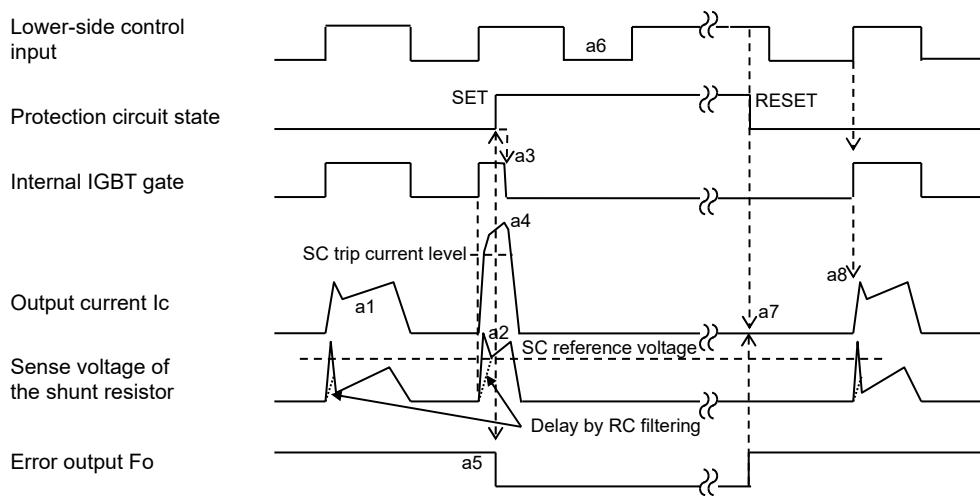 Lower-side control
input
a6
SET
RESET
Protection circuit state
a3
Internal IGBT gate
a4
SC trip current level
a8
Output current Ic
a1
a7
a2
SC reference voltage
Sense voltage of
the shunt resistor
Delay by RC filtering
Error output Fo
a5